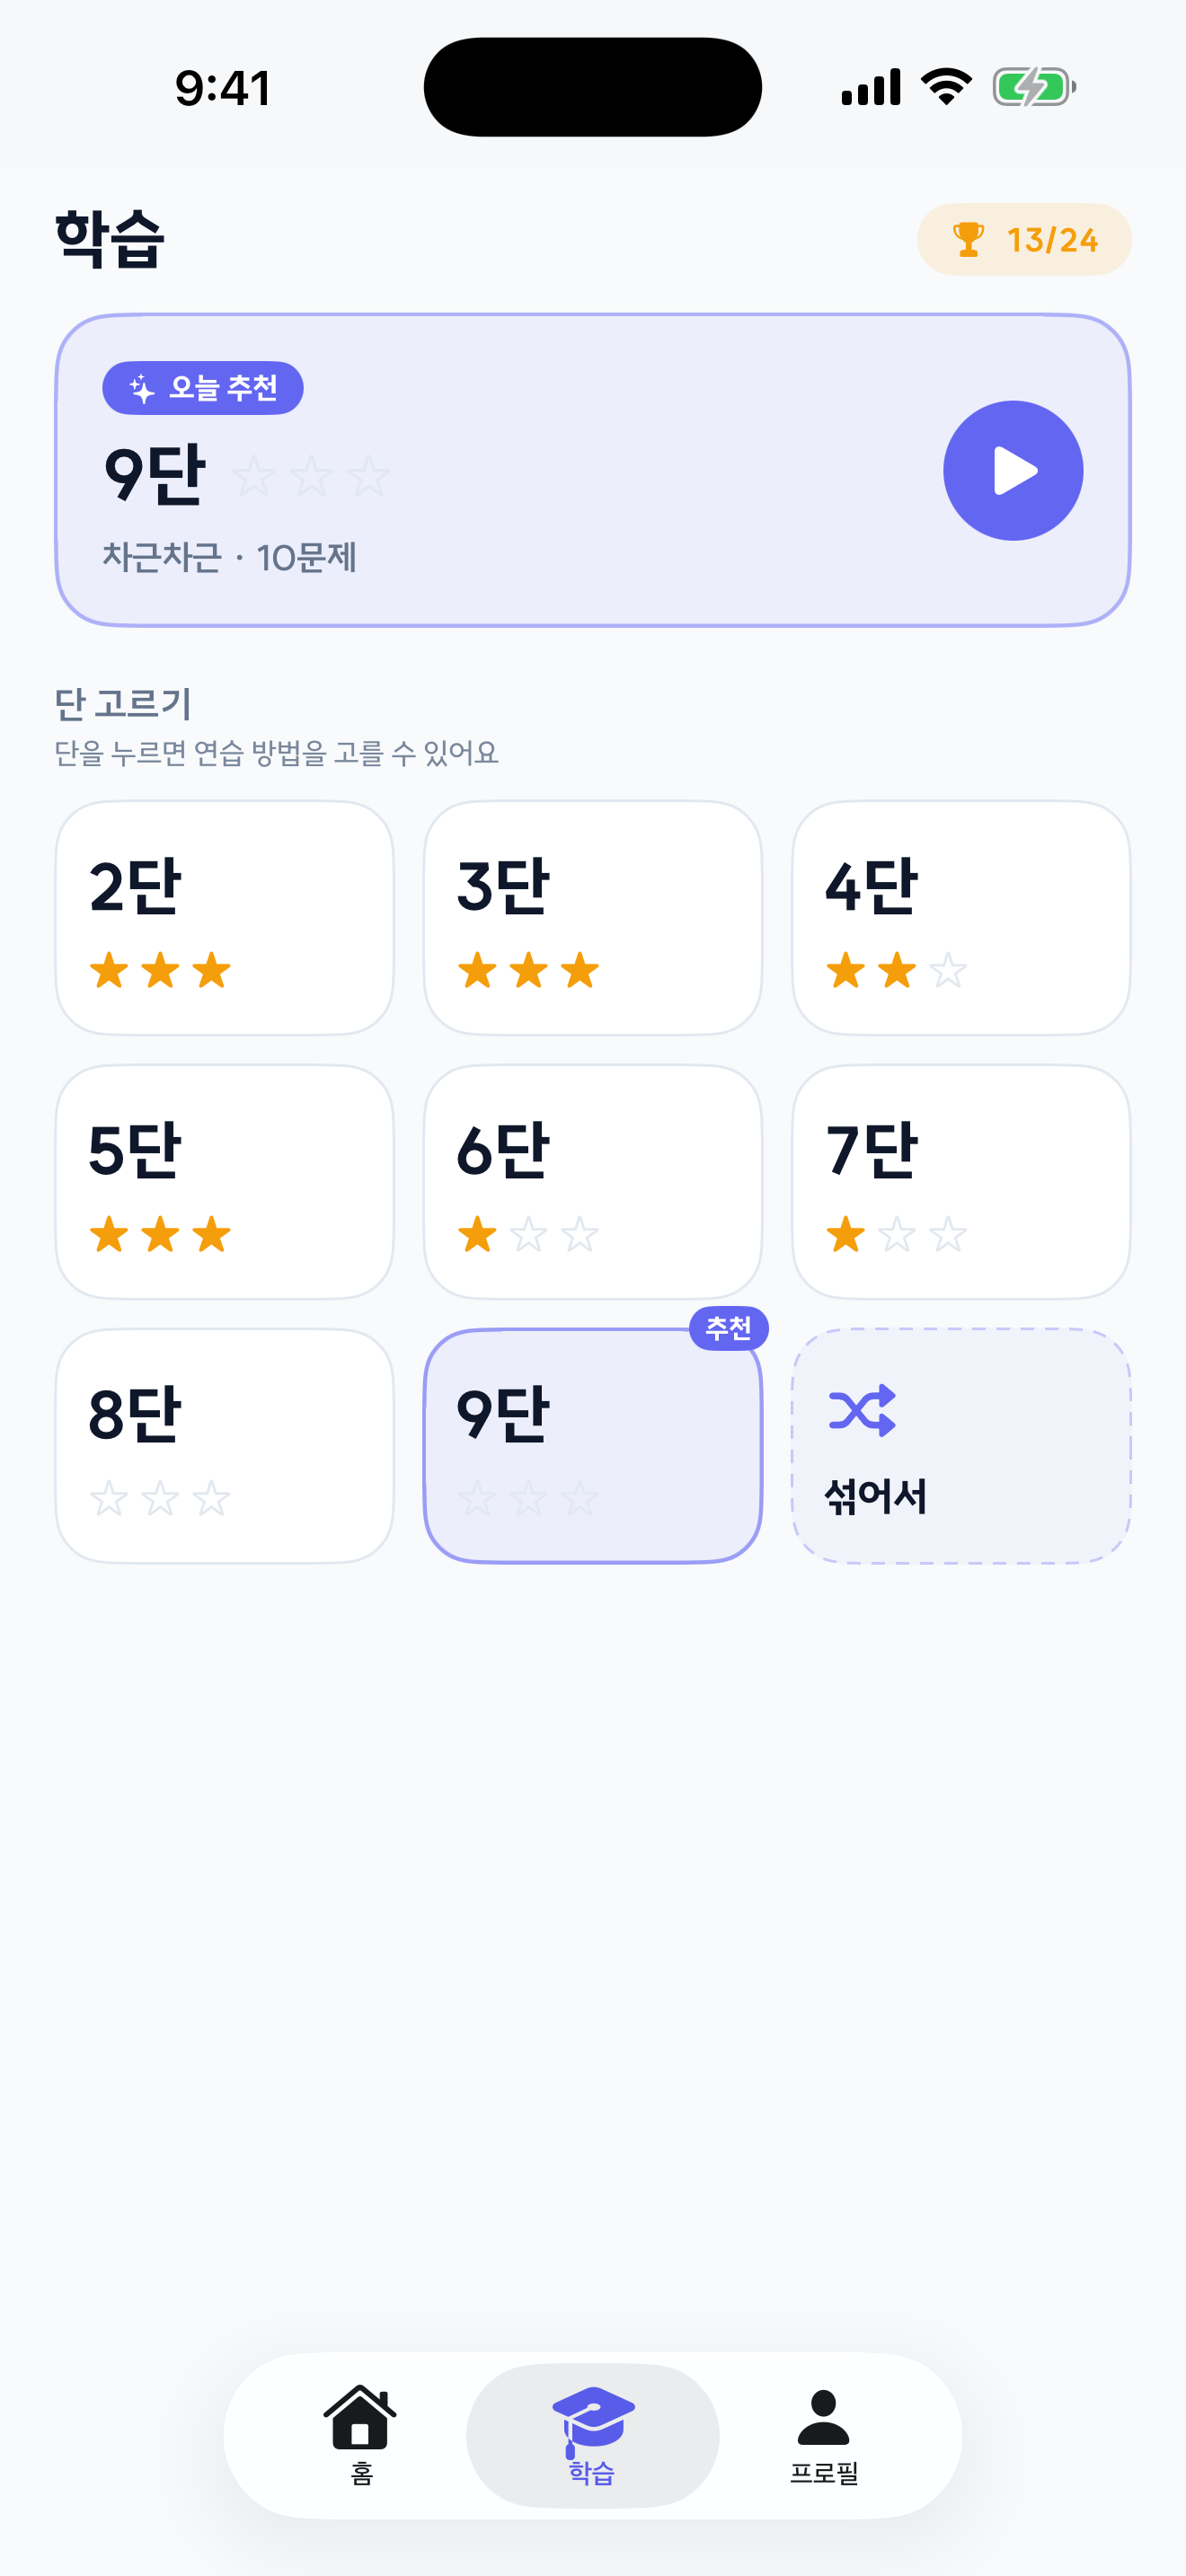 9:41
학습
13/24
오늘 추천
9단
차근차근 · 10문제
단 고르기
단을 누르면 연습 방법을 고를 수 있어요
2단
3단
4단
5단
6단
7단
8단
추천
9단
섞어서
홈
학습
프로필